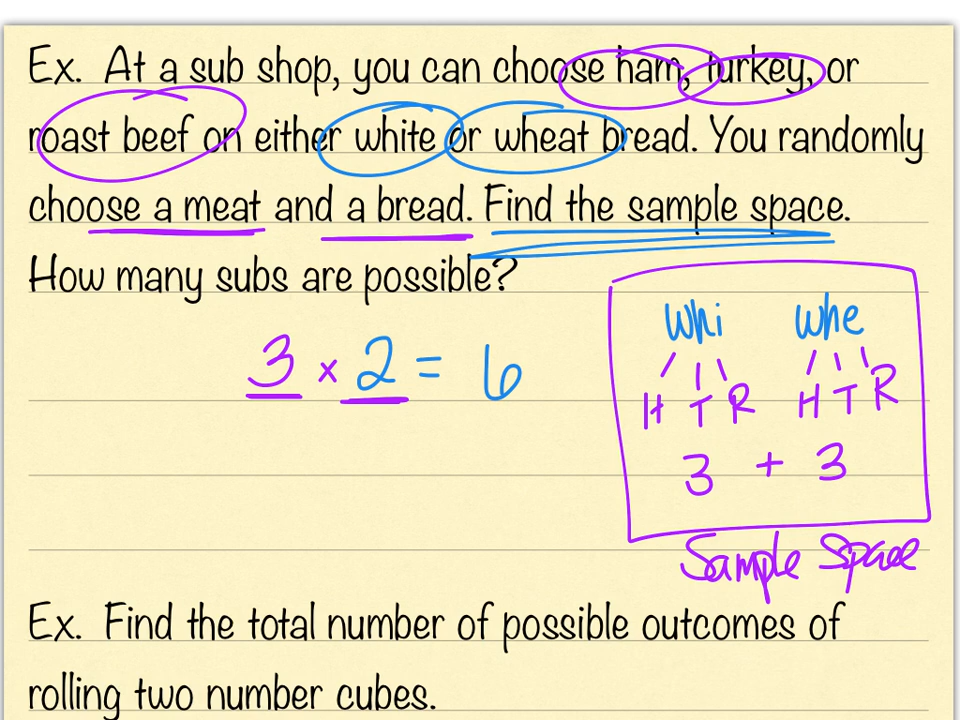 Ex. At a sub shop, you can choose ham, turkey, or
roast beef on either white or wheat bread. You randomly
choose a meat and a bread. Find the sample space.
How many subs are possible?
3 × 2 = 6
Whi Whe
H T R H T R
3 + 3
Sample Space
Ex. Find the total number of possible outcomes of
rolling two number cubes.